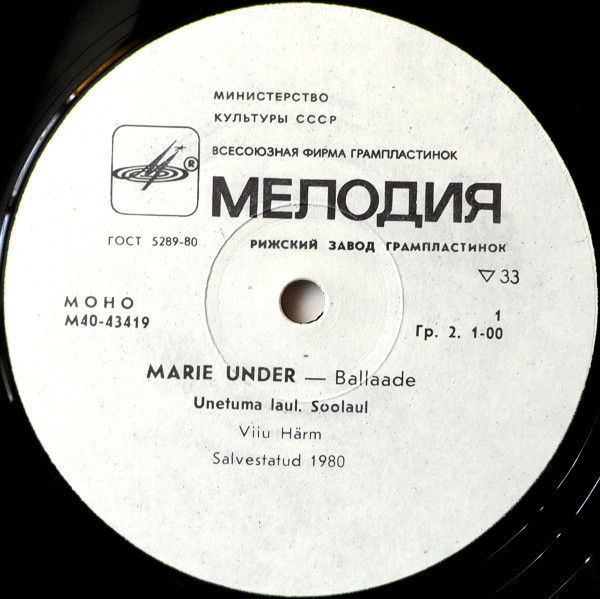 МИНИСТЕРСТВО
КУЛЬТУРЫ СССР
ВСЕСОЮЗНАЯ ФИРМА ГРАМПЛАСТИНОК
®
МЕЛОДИЯ
ГОСТ 5289-80
РИЖСКИЙ ЗАВОД ГРАМПЛАСТИНОК
▽ 33
МОНО
М40-43419
1
Гр. 2. 1-00
MARIE UNDER — Ballaade
Unetuma laul. Soolaul
Viiu Härm
Salvestatud 1980